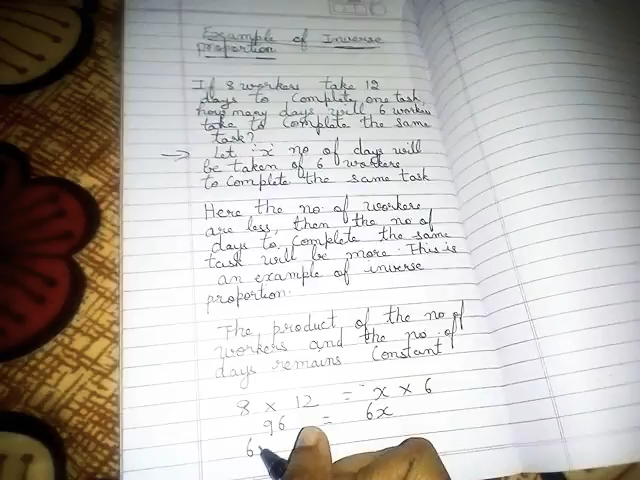 Example of Inverse
proportion
If 8 workers take 12
days to complete one task,
how many days will 6 workers
take to complete the same
task?
→ Let 'x' no of days will
be taken of 6 workers
to complete the same task
Here, the no. of workers
are less, then the no of
days to complete the same
task will be more. This is
an example of inverse
proportion.
The product of the no of
workers and the no. of
days remains constant
8 × 12 = x × 6
96 = 6x
6